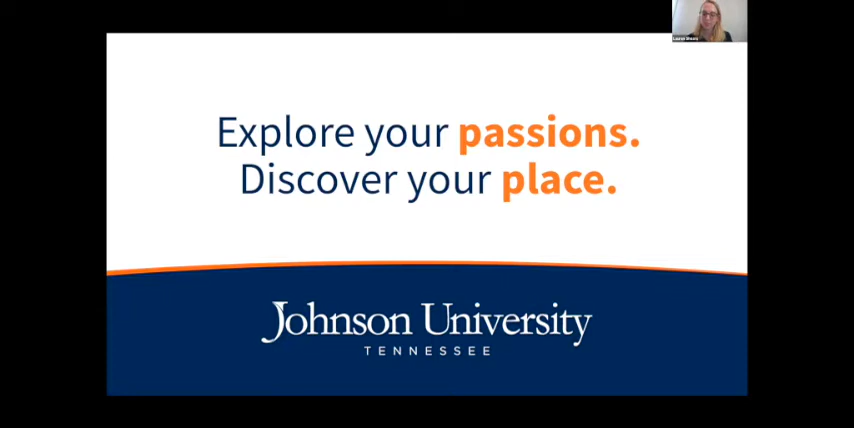 Explore your passions.
Discover your place.
Johnson University
TENNESSEE